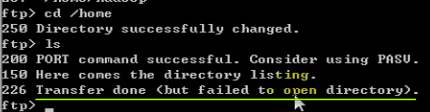 ftp> cd /home
250 Directory successfully changed.
ftp> ls
200 PORT command successful. Consider using PASV.
150 Here comes the directory listing.
226 Transfer done (but failed to open directory).
ftp>